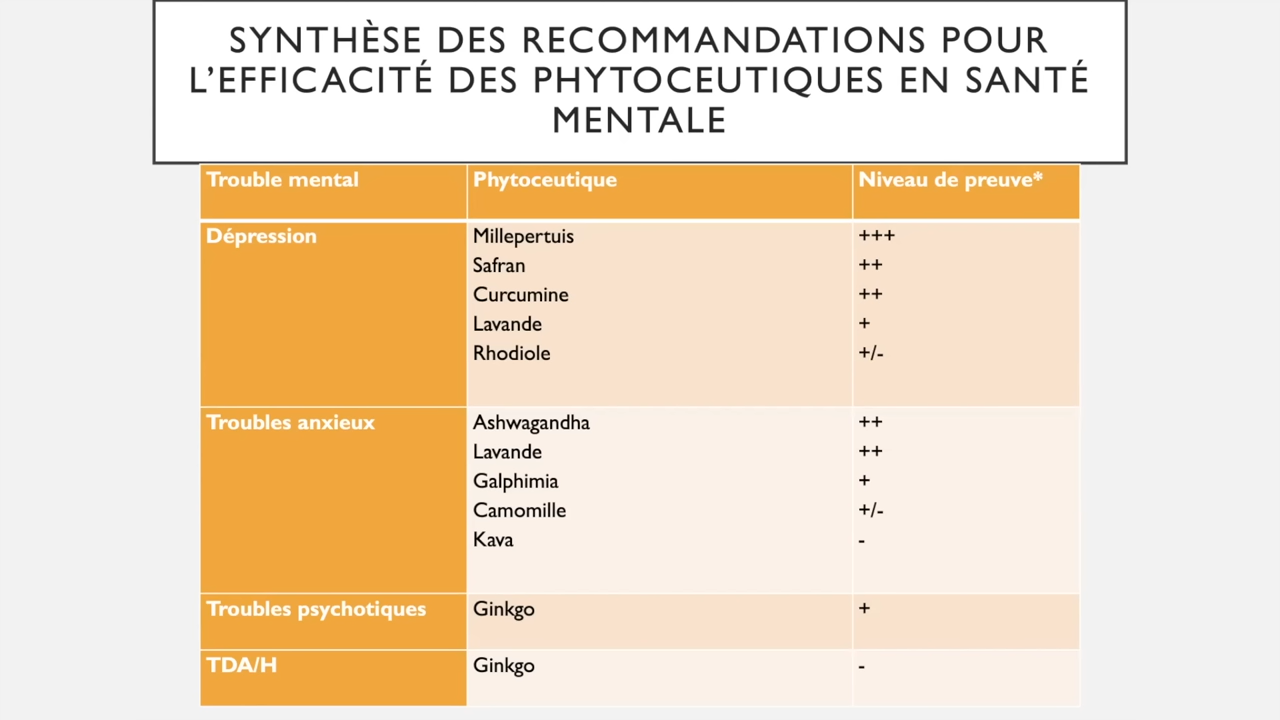 SYNTHÈSE DES RECOMMANDATIONS POUR
L’EFFICACITÉ DES PHYTOCEUTIQUES EN SANTÉ
MENTALE
Trouble mental Phytoceutique Niveau de preuve*
Dépression Millepertuis +++
Safran ++
Curcumine ++
Lavande +
Rhodiole +/-
Troubles anxieux Ashwagandha ++
Lavande ++
Galphimia +
Camomille +/-
Kava -
Troubles psychotiques Ginkgo +
TDA/H Ginkgo -